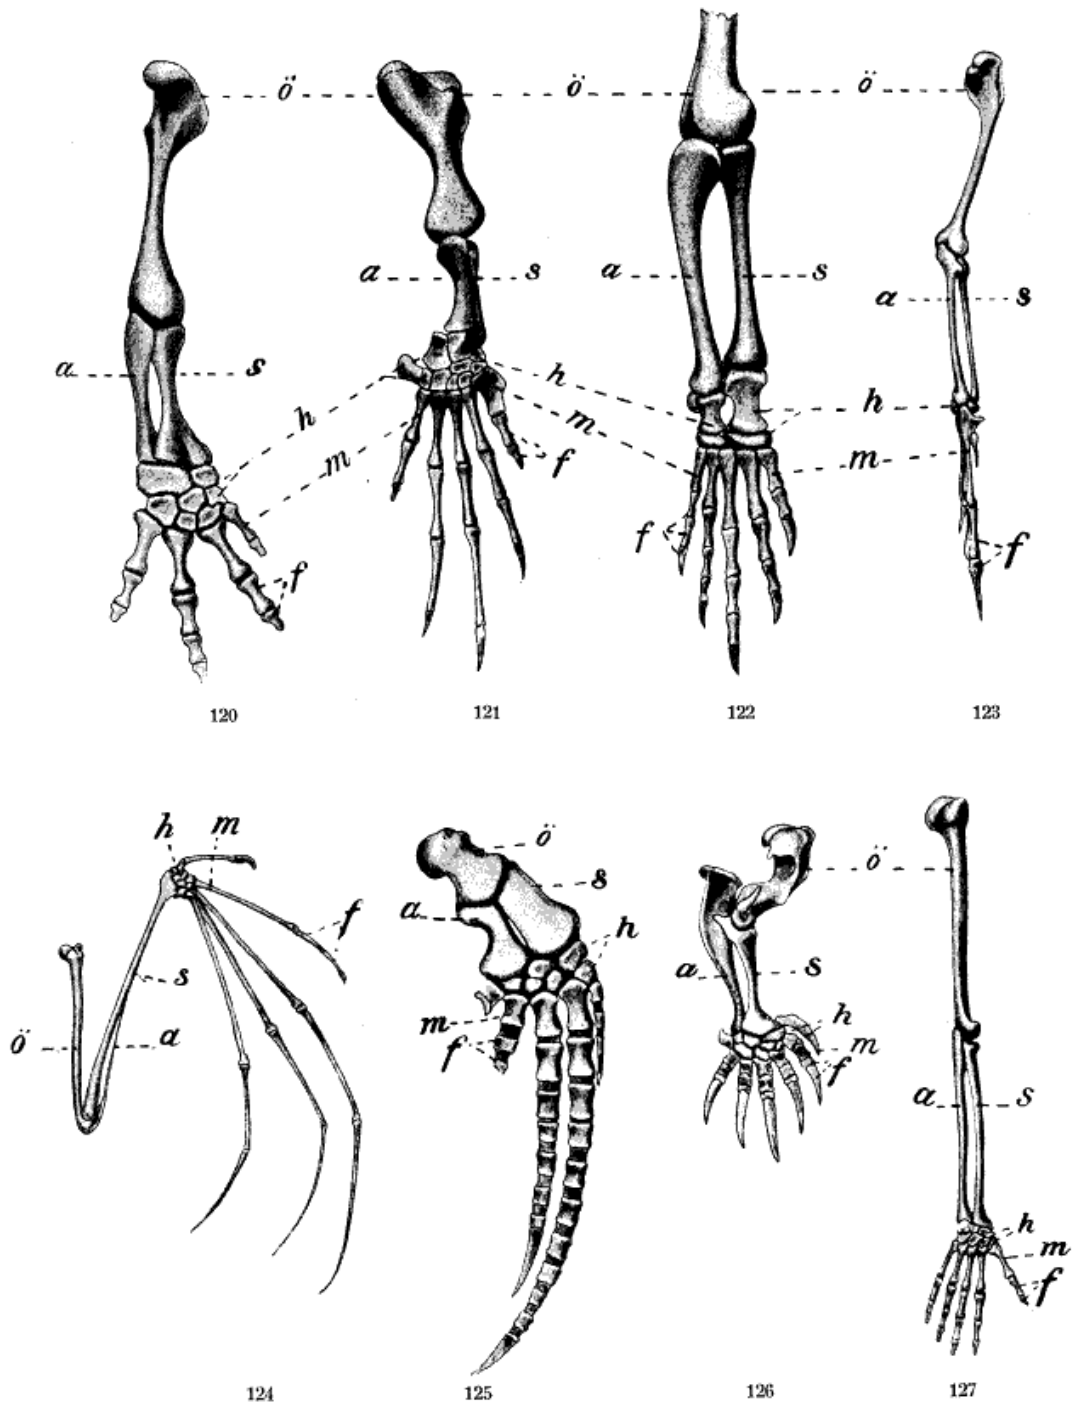 ö ö ö
a s a s
a s
a s
h h h
m m m
f f f f
120 121 122 123
h m ö
s ö
a f h
s a s
ö a m h
f m
f
a s
h
m
f
124 125 126 127